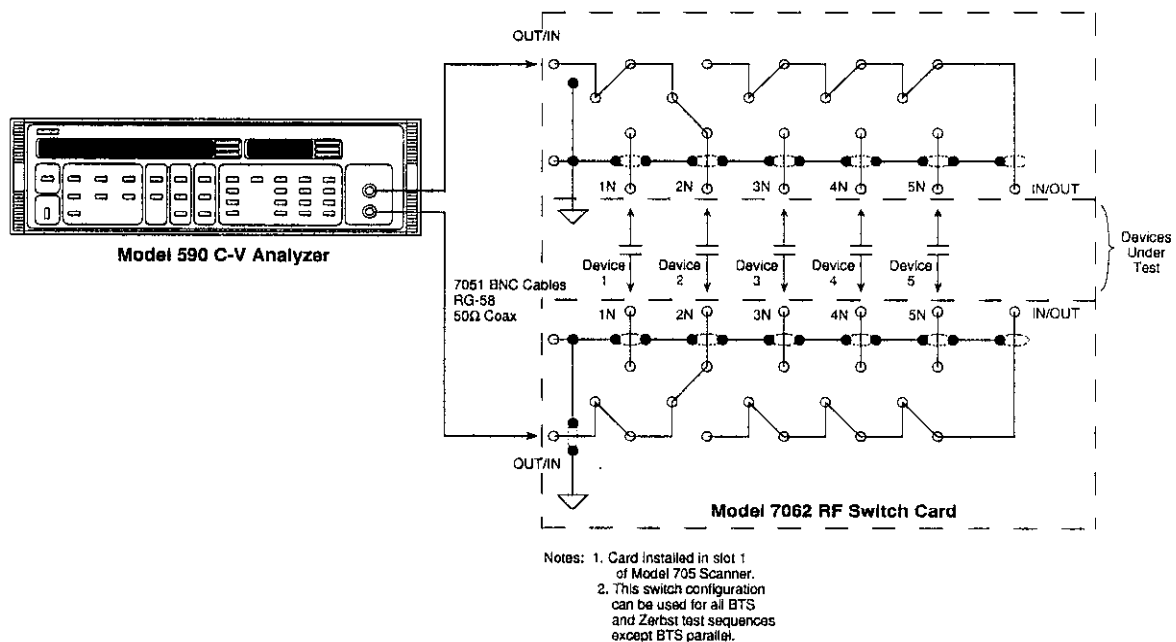 OUT/IN
1N 2N 3N 4N 5N IN/OUT
Model 590 C-V Analyzer
7051 BNC Cables
RG-58
50Ω Coax
Device 1
Device 2
Device 3
Device 4
Device 5
Devices
Under
Test
1N 2N 3N 4N 5N IN/OUT
OUT/IN
Model 7062 RF Switch Card
Notes: 1. Card installed in slot 1
of Model 705 Scanner.
2. This switch configuration
can be used for all BTS
and Zerbst test sequences
except BTS parallel.